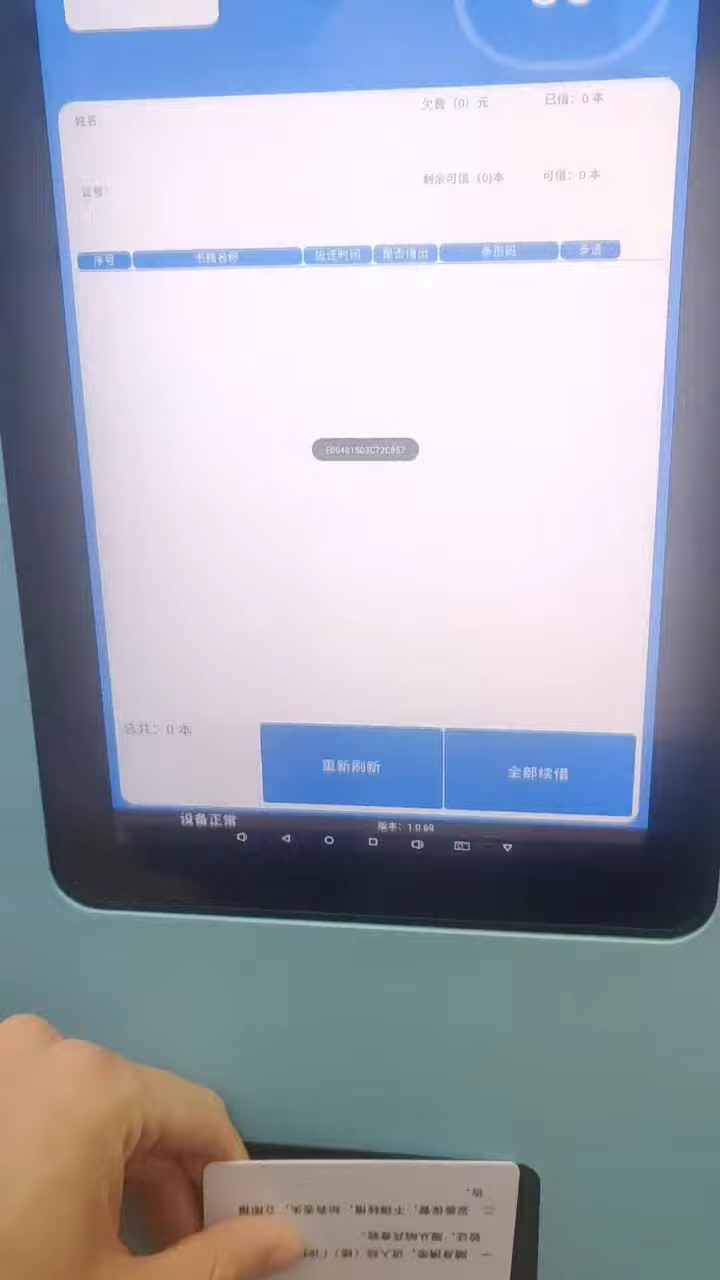 姓名
欠费 (0) 元
已借：0 本
证号：
剩余可借 (0)本
可借：0 本
序号 书籍名称 应还时间 是否借出 条形码 多选
E00401503C72C957
总共：0 本
重新刷新
全部续借
设备正常
版本：1.0.69